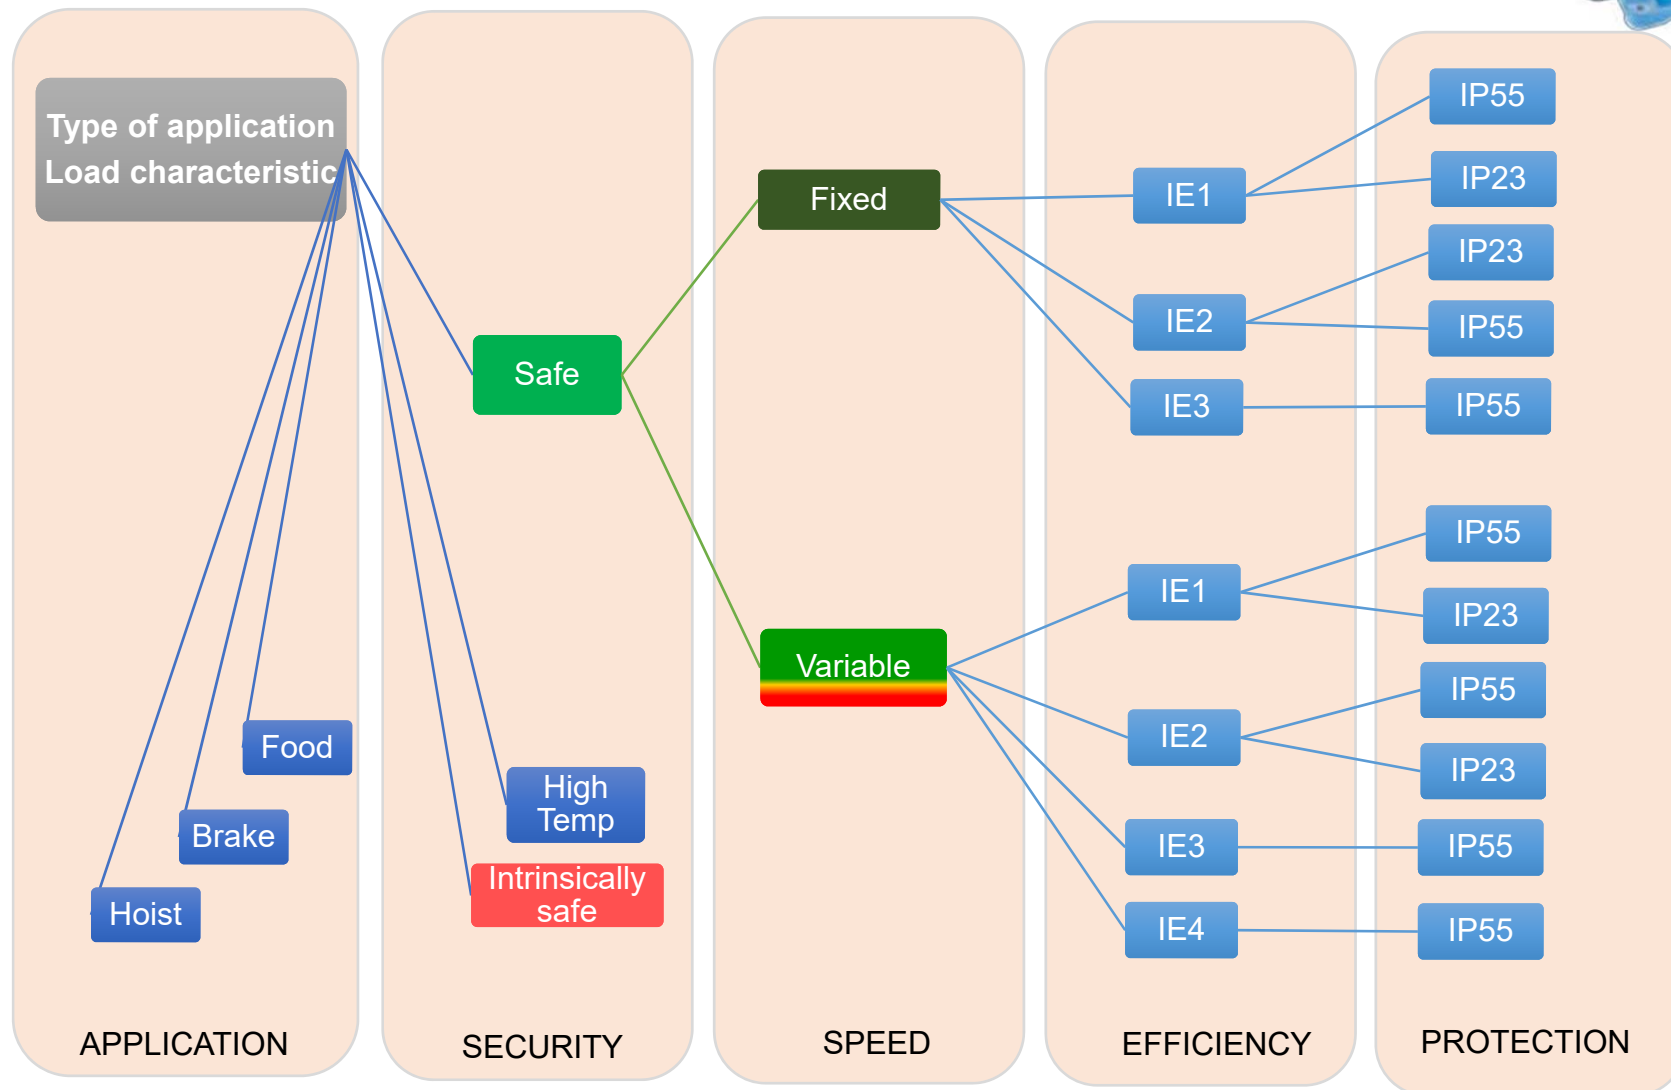 Type of application
Load characteristic
Food
Brake
Hoist
APPLICATION
Safe
High
Temp
Intrinsically
safe
SECURITY
Fixed
Variable
SPEED
IE1
IE2
IE3
IE1
IE2
IE3
IE4
EFFICIENCY
IP55
IP23
IP23
IP55
IP55
IP55
IP23
IP55
IP23
IP55
IP55
PROTECTION